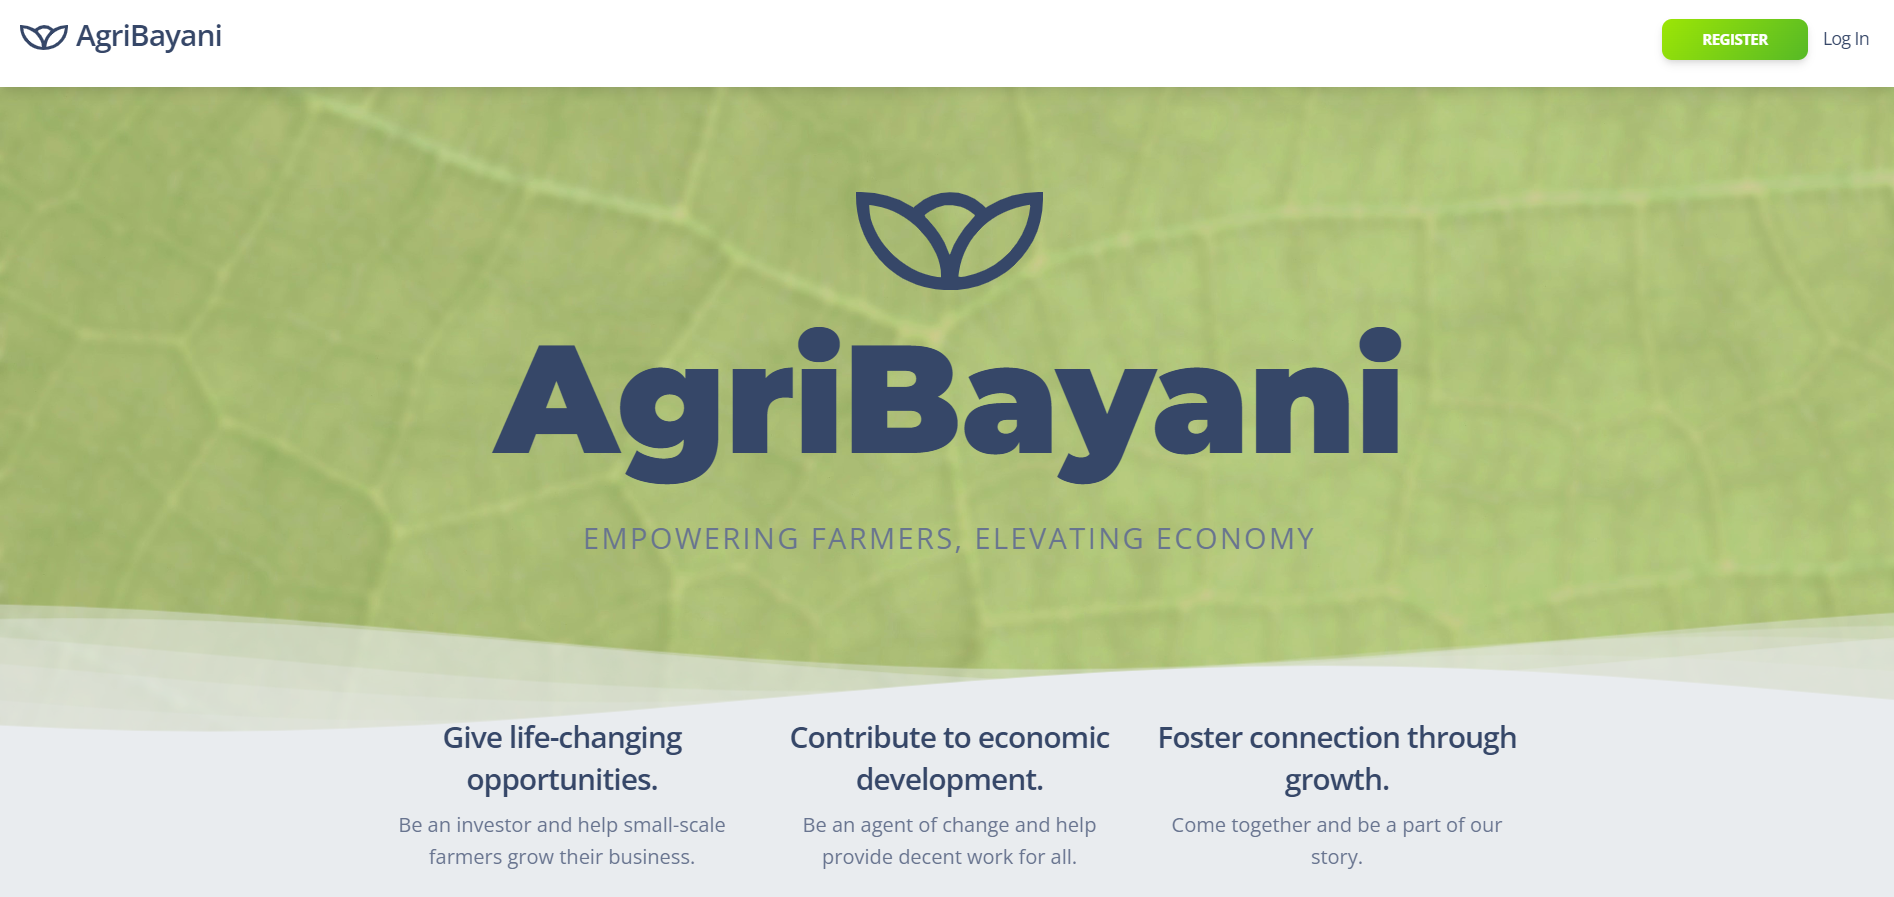 AgriBayani
REGISTER
Log In
AgriBayani
EMPOWERING FARMERS, ELEVATING ECONOMY
Give life-changing
opportunities.
Be an investor and help small-scale
farmers grow their business.
Contribute to economic
development.
Be an agent of change and help
provide decent work for all.
Foster connection through
growth.
Come together and be a part of our
story.